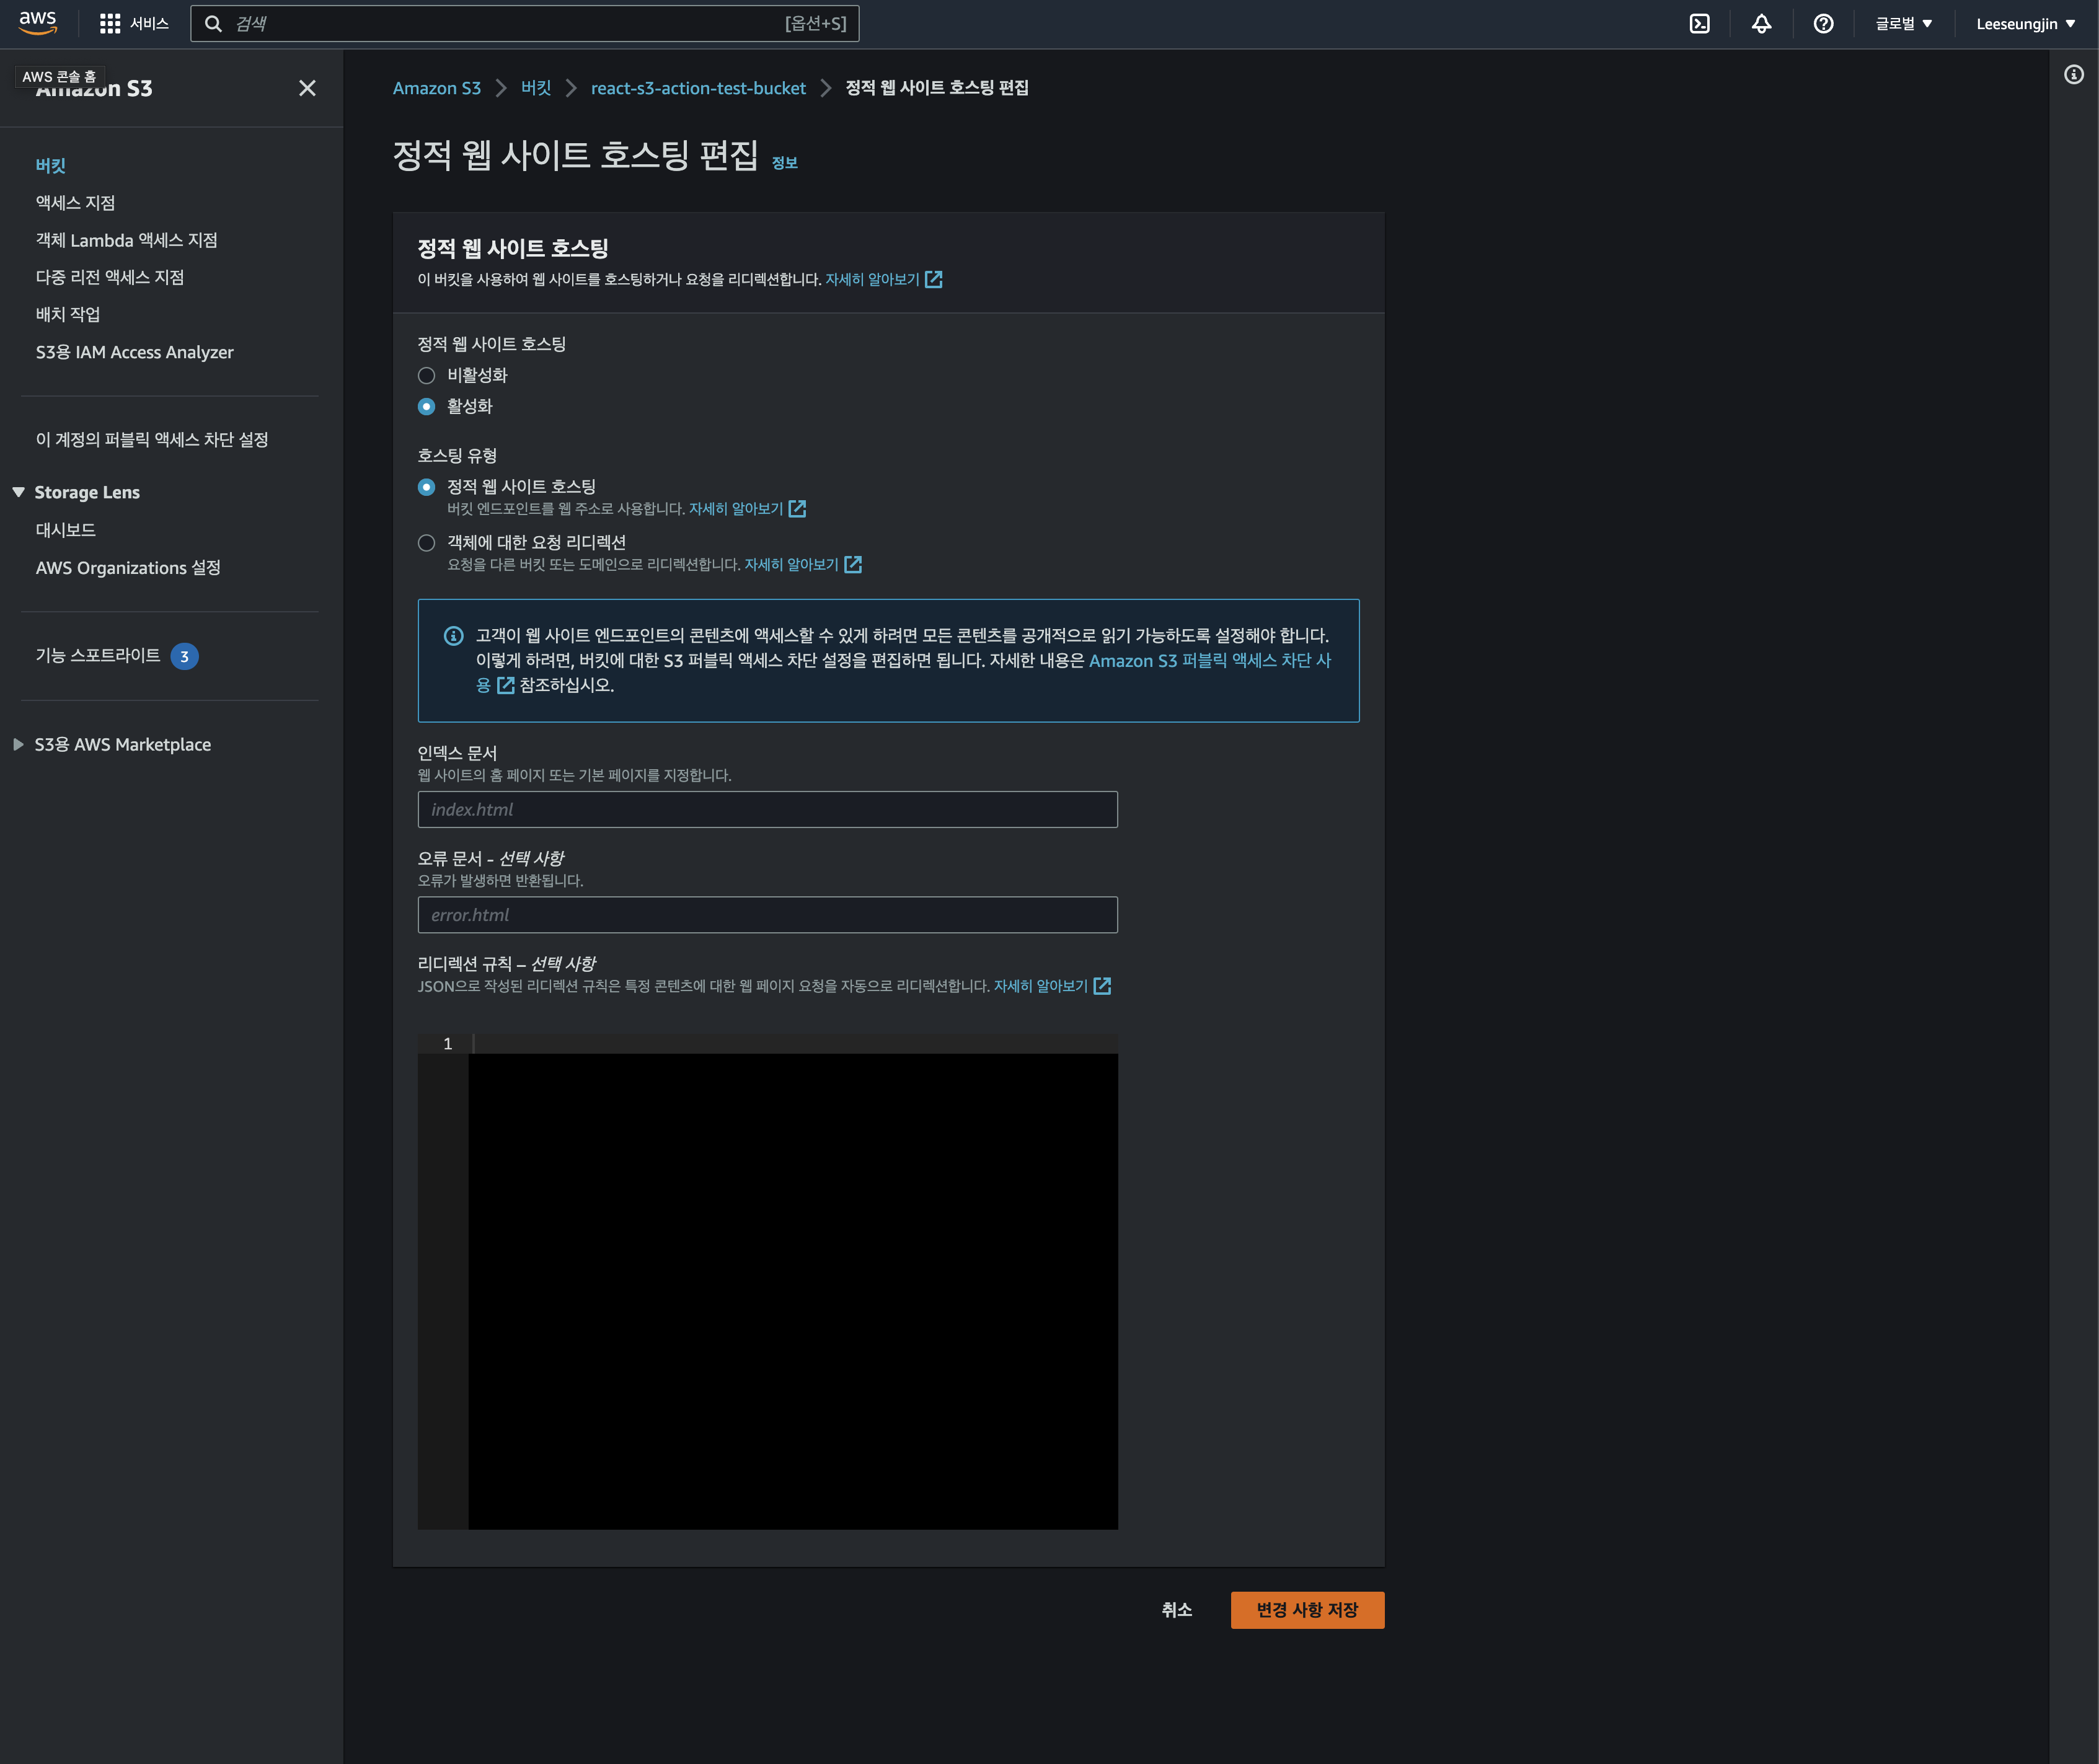 aws
서비스
검색
[옵션+S]
글로벌
Leeseungjin
AWS 콘솔 홈
Amazon S3
버킷
액세스 지점
객체 Lambda 액세스 지점
다중 리전 액세스 지점
배치 작업
S3용 IAM Access Analyzer
이 계정의 퍼블릭 액세스 차단 설정
Storage Lens
대시보드
AWS Organizations 설정
기능 스포트라이트 3
S3용 AWS Marketplace
Amazon S3 버킷 react-s3-action-test-bucket 정적 웹 사이트 호스팅 편집
정적 웹 사이트 호스팅 편집 정보
정적 웹 사이트 호스팅
이 버킷을 사용하여 웹 사이트를 호스팅하거나 요청을 리디렉션합니다. 자세히 알아보기
정적 웹 사이트 호스팅
비활성화
활성화
호스팅 유형
정적 웹 사이트 호스팅
버킷 엔드포인트를 웹 주소로 사용합니다. 자세히 알아보기
객체에 대한 요청 리디렉션
요청을 다른 버킷 또는 도메인으로 리디렉션합니다. 자세히 알아보기
고객이 웹 사이트 엔드포인트의 콘텐츠에 액세스할 수 있게 하려면 모든 콘텐츠를 공개적으로 읽기 가능하도록 설정해야 합니다.
이렇게 하려면, 버킷에 대한 S3 퍼블릭 액세스 차단 설정을 편집하면 됩니다. 자세한 내용은 Amazon S3 퍼블릭 액세스 차단 사
용 참조하십시오.
인덱스 문서
웹 사이트의 홈 페이지 또는 기본 페이지를 지정합니다.
index.html
오류 문서 - 선택 사항
오류가 발생하면 반환됩니다.
error.html
리디렉션 규칙 – 선택 사항
JSON으로 작성된 리디렉션 규칙은 특정 콘텐츠에 대한 웹 페이지 요청을 자동으로 리디렉션합니다. 자세히 알아보기
1
취소
변경 사항 저장